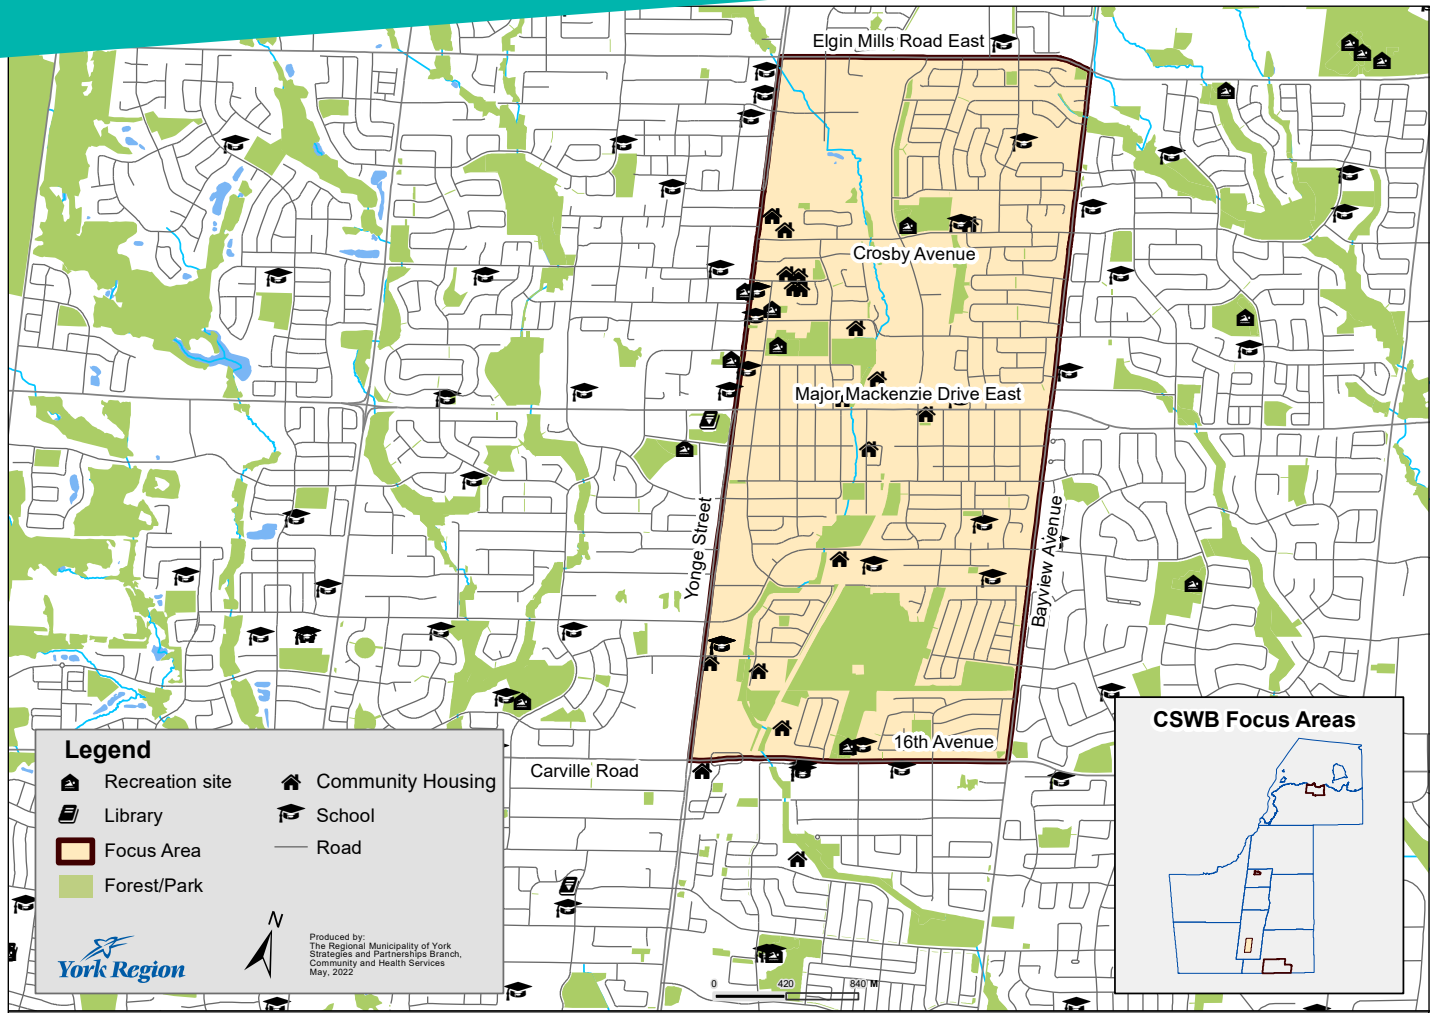 Elgin Mills Road East
Crosby Avenue
Major Mackenzie Drive East
Yonge Street
Bayview Avenue
16th Avenue
Carville Road
Legend
Recreation site
Community Housing
Library
School
Focus Area
Road
Forest/Park
York Region
N
Produced by:
The Regional Municipality of York
Strategies and Partnerships Branch,
Community and Health Services
May, 2022
0 420 840 M
CSWB Focus Areas